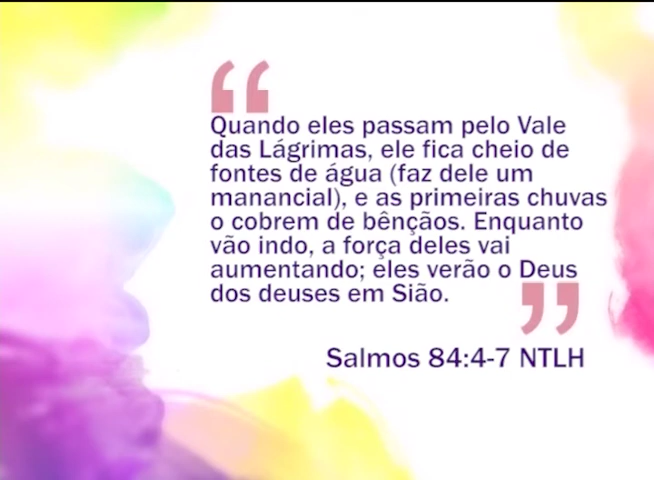 “
Quando eles passam pelo Vale
das Lágrimas, ele fica cheio de
fontes de água (faz dele um
manancial), e as primeiras chuvas
o cobrem de bênçãos. Enquanto
vão indo, a força deles vai
aumentando; eles verão o Deus
dos deuses em Sião.
”
Salmos 84:4-7 NTLH